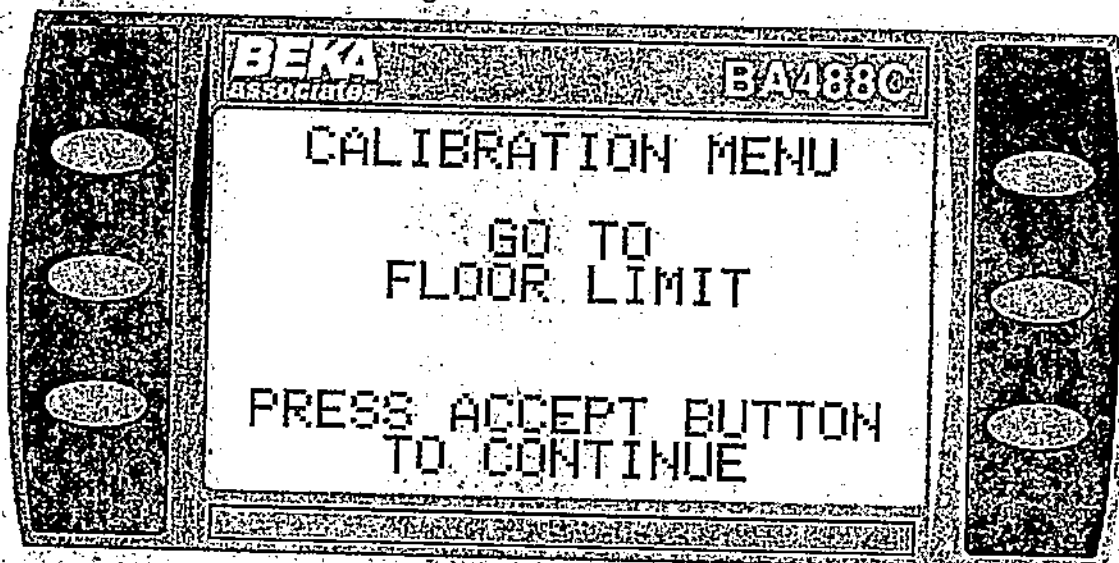 BEKA
associates
BA488C
CALIBRATION MENU
GO TO
FLOOR LIMIT
PRESS ACCEPT BUTTON
TO CONTINUE